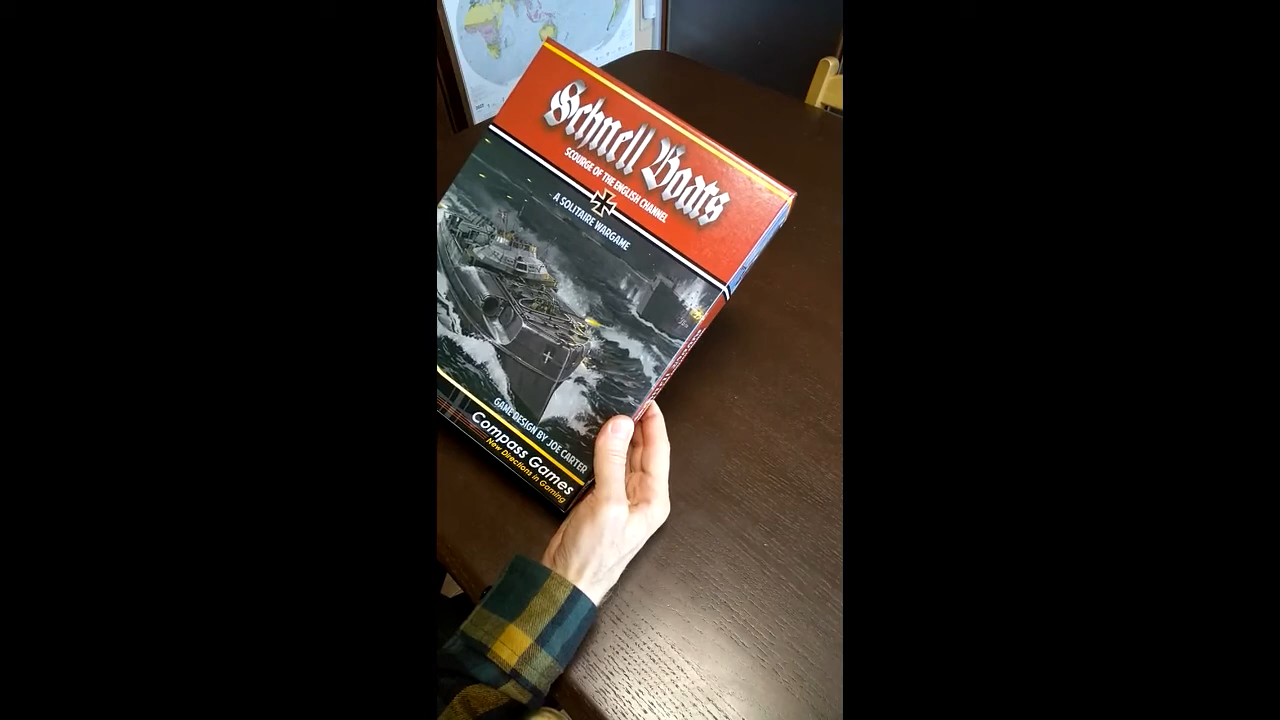 Schnell Boats
SCOURGE OF THE ENGLISH CHANNEL
A SOLITAIRE WARGAME
GAME DESIGN BY JOE CARTER
Compass Games
New Directions in Gaming